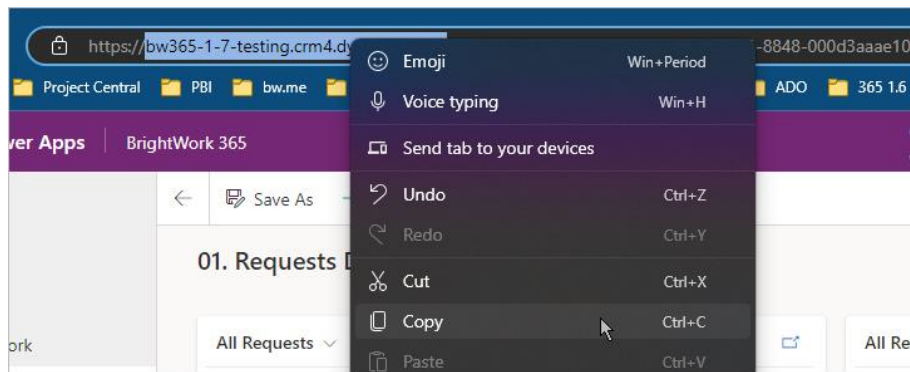 https://bw365-1-7-testing.crm4.dy -8848-000d3aaae10
Project Central PBI bw.me ADO 365 1.6
ver Apps BrightWork 365
Emoji Win+Period
Voice typing Win+H
Send tab to your devices
Undo Ctrl+Z
Redo Ctrl+Y
Cut Ctrl+X
Copy Ctrl+C
Paste Ctrl+V
Save As
01. Requests D
All Requests
All Re
ork